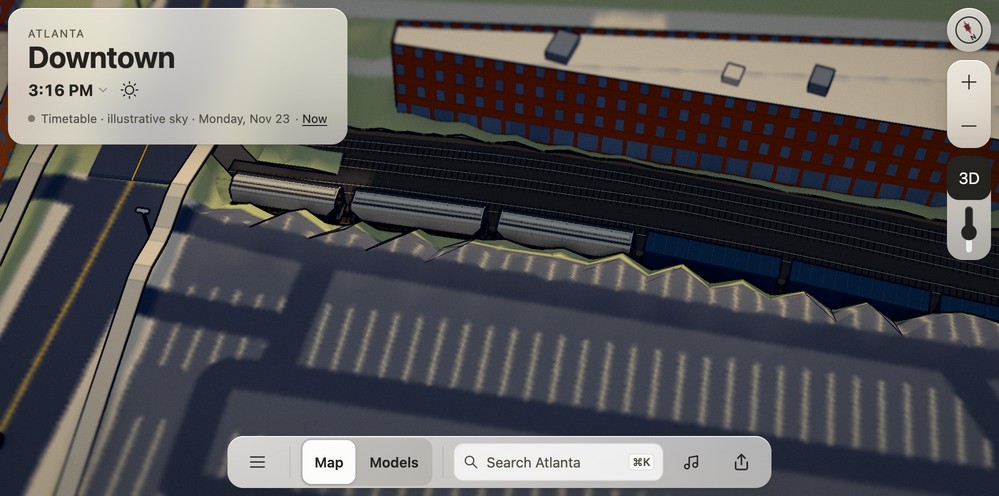 ATLANTA
Downtown
3:16 PM
Timetable · illustrative sky · Monday, Nov 23 · Now
N
3D
Map
Models
Search Atlanta
⌘K